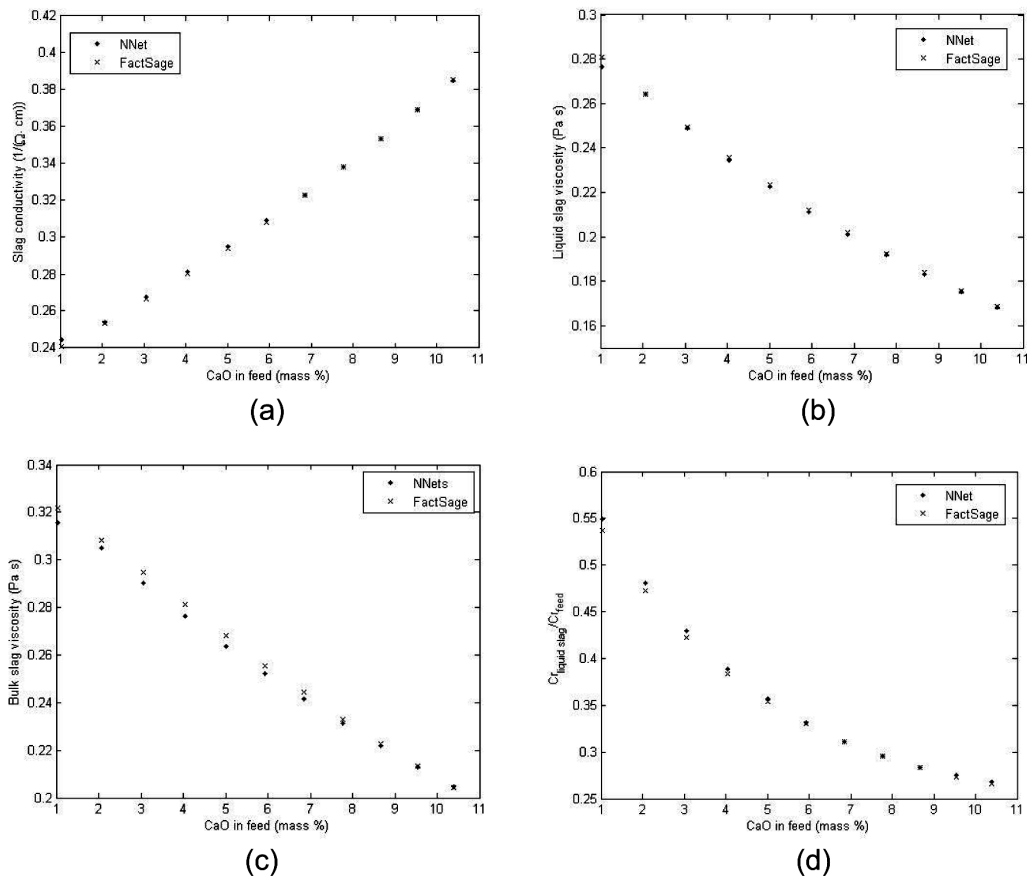 0.42
0.4
0.38
0.36
0.34
0.32
0.3
0.28
0.26
0.24
Slag conductivity (1/(Ω· cm))
NNet
FactSage
1 2 3 4 5 6 7 8 9 10 11
CaO in feed (mass %)
(a)
0.28
0.26
0.24
0.22
0.2
0.18
0.16
Liquid slag viscosity (Pa s)
NNet
FactSage
1 2 3 4 5 6 7 8 9 10 11
CaO in feed (mass %)
(b)
0.34
0.32
0.3
0.28
0.26
0.24
0.22
0.2
Bulk slag viscosity (Pa s)
NNets
FactSage
1 2 3 4 5 6 7 8 9 10 11
CaO in feed (mass %)
(c)
0.6
0.55
0.5
0.45
0.4
0.35
0.3
0.25
Cr liquid slag/Cr feed
NNet
FactSage
1 2 3 4 5 6 7 8 9 10 11
CaO in feed (mass %)
(d)